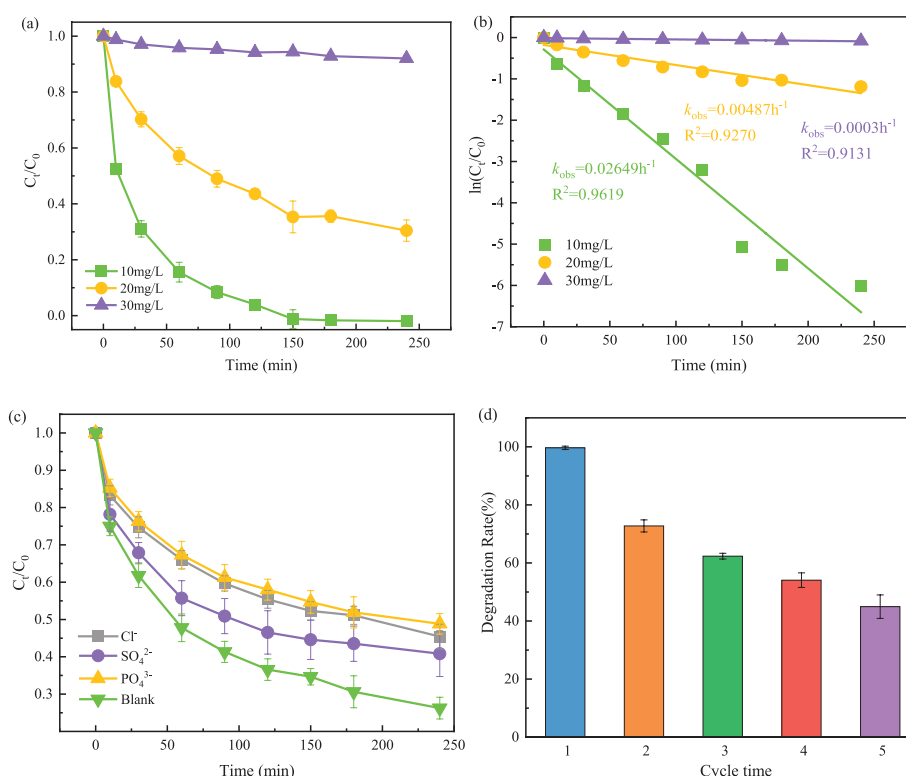 (a)
1.0
0.8
0.6
0.4
0.2
0.0
Cₜ/C₀
10mg/L
20mg/L
30mg/L
0 50 100 150 200 250
Time (min)
(b)
0
-1
-2
-3
-4
-5
-6
-7
ln(Cₜ/C₀)
k_obs=0.00487h⁻¹
R²=0.9270
k_obs=0.0003h⁻¹
R²=0.9131
k_obs=0.02649h⁻¹
R²=0.9619
10mg/L
20mg/L
30mg/L
0 50 100 150 200 250
Time (min)
(c)
1.0
0.9
0.8
0.7
0.6
0.5
0.4
0.3
Cₜ/C₀
Cl⁻
SO₄²⁻
PO₄³⁻
Blank
0 50 100 150 200 250
Time (min)
(d)
100
80
60
40
20
0
Degradation Rate(%)
1 2 3 4 5
Cycle time